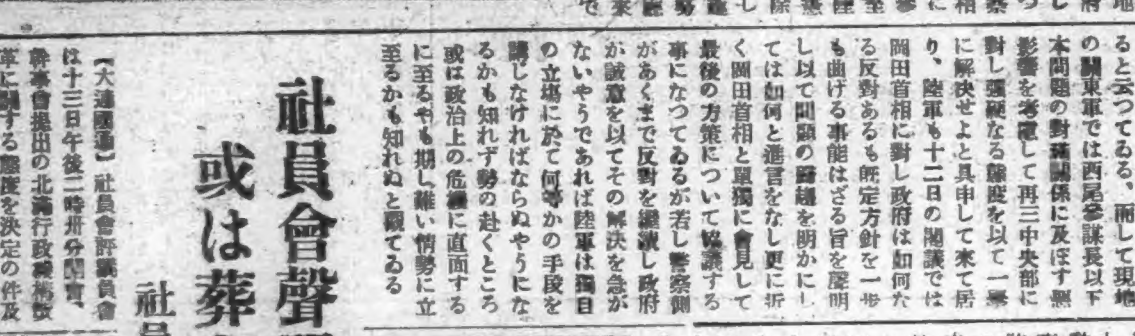 ると云つてゐる、而して現地
の關東軍では西尾參謀長以下
本問題の對滿關係に及ぼす惡
影響を考慮して再三中央部に
對し强硬なる態度を以て一擧
に解決せよと具申して來て居
り、陸軍も十二日の閣議では
岡田首相に對し政府は如何な
る反對あるも旣定方針を一步
も曲げる事能はざる旨を聲明
し以て問題の歸趨を明かにし
ては如何と進言をなし更に近
く岡田首相と單獨に會見して
最後の方策について協議する
事になつてゐるが若し警察側
があくまで反對を繼續し政府
が誠意を以てその解決を急が
ないやうであれば陸軍は獨自
の立場に於て何等かの手段を
講じなければならぬやうにな
るかも知れず勢の赴くところ
或は政治上の危機に直面する
に至るやも期し難い情勢に立
至るかも知れぬと觀てゐる
社員會聲
或は葬
社員
【大連國通】社員會評議員會
は十三日午後二時卅分開會、
幹事會提出の北滿行政機構改
革に關する態度を決定の件及